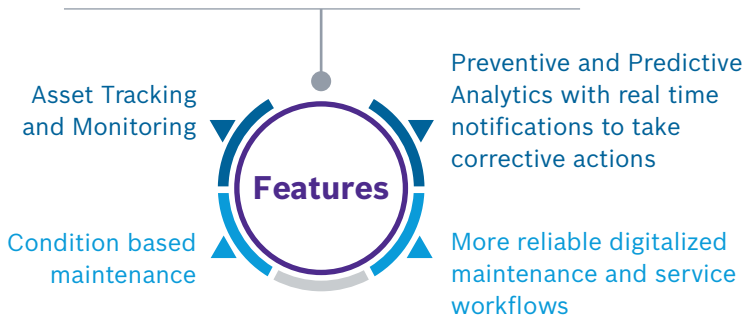 Asset Tracking
and Monitoring
Preventive and Predictive
Analytics with real time
notifications to take
corrective actions
Features
Condition based
maintenance
More reliable digitalized
maintenance and service
workflows